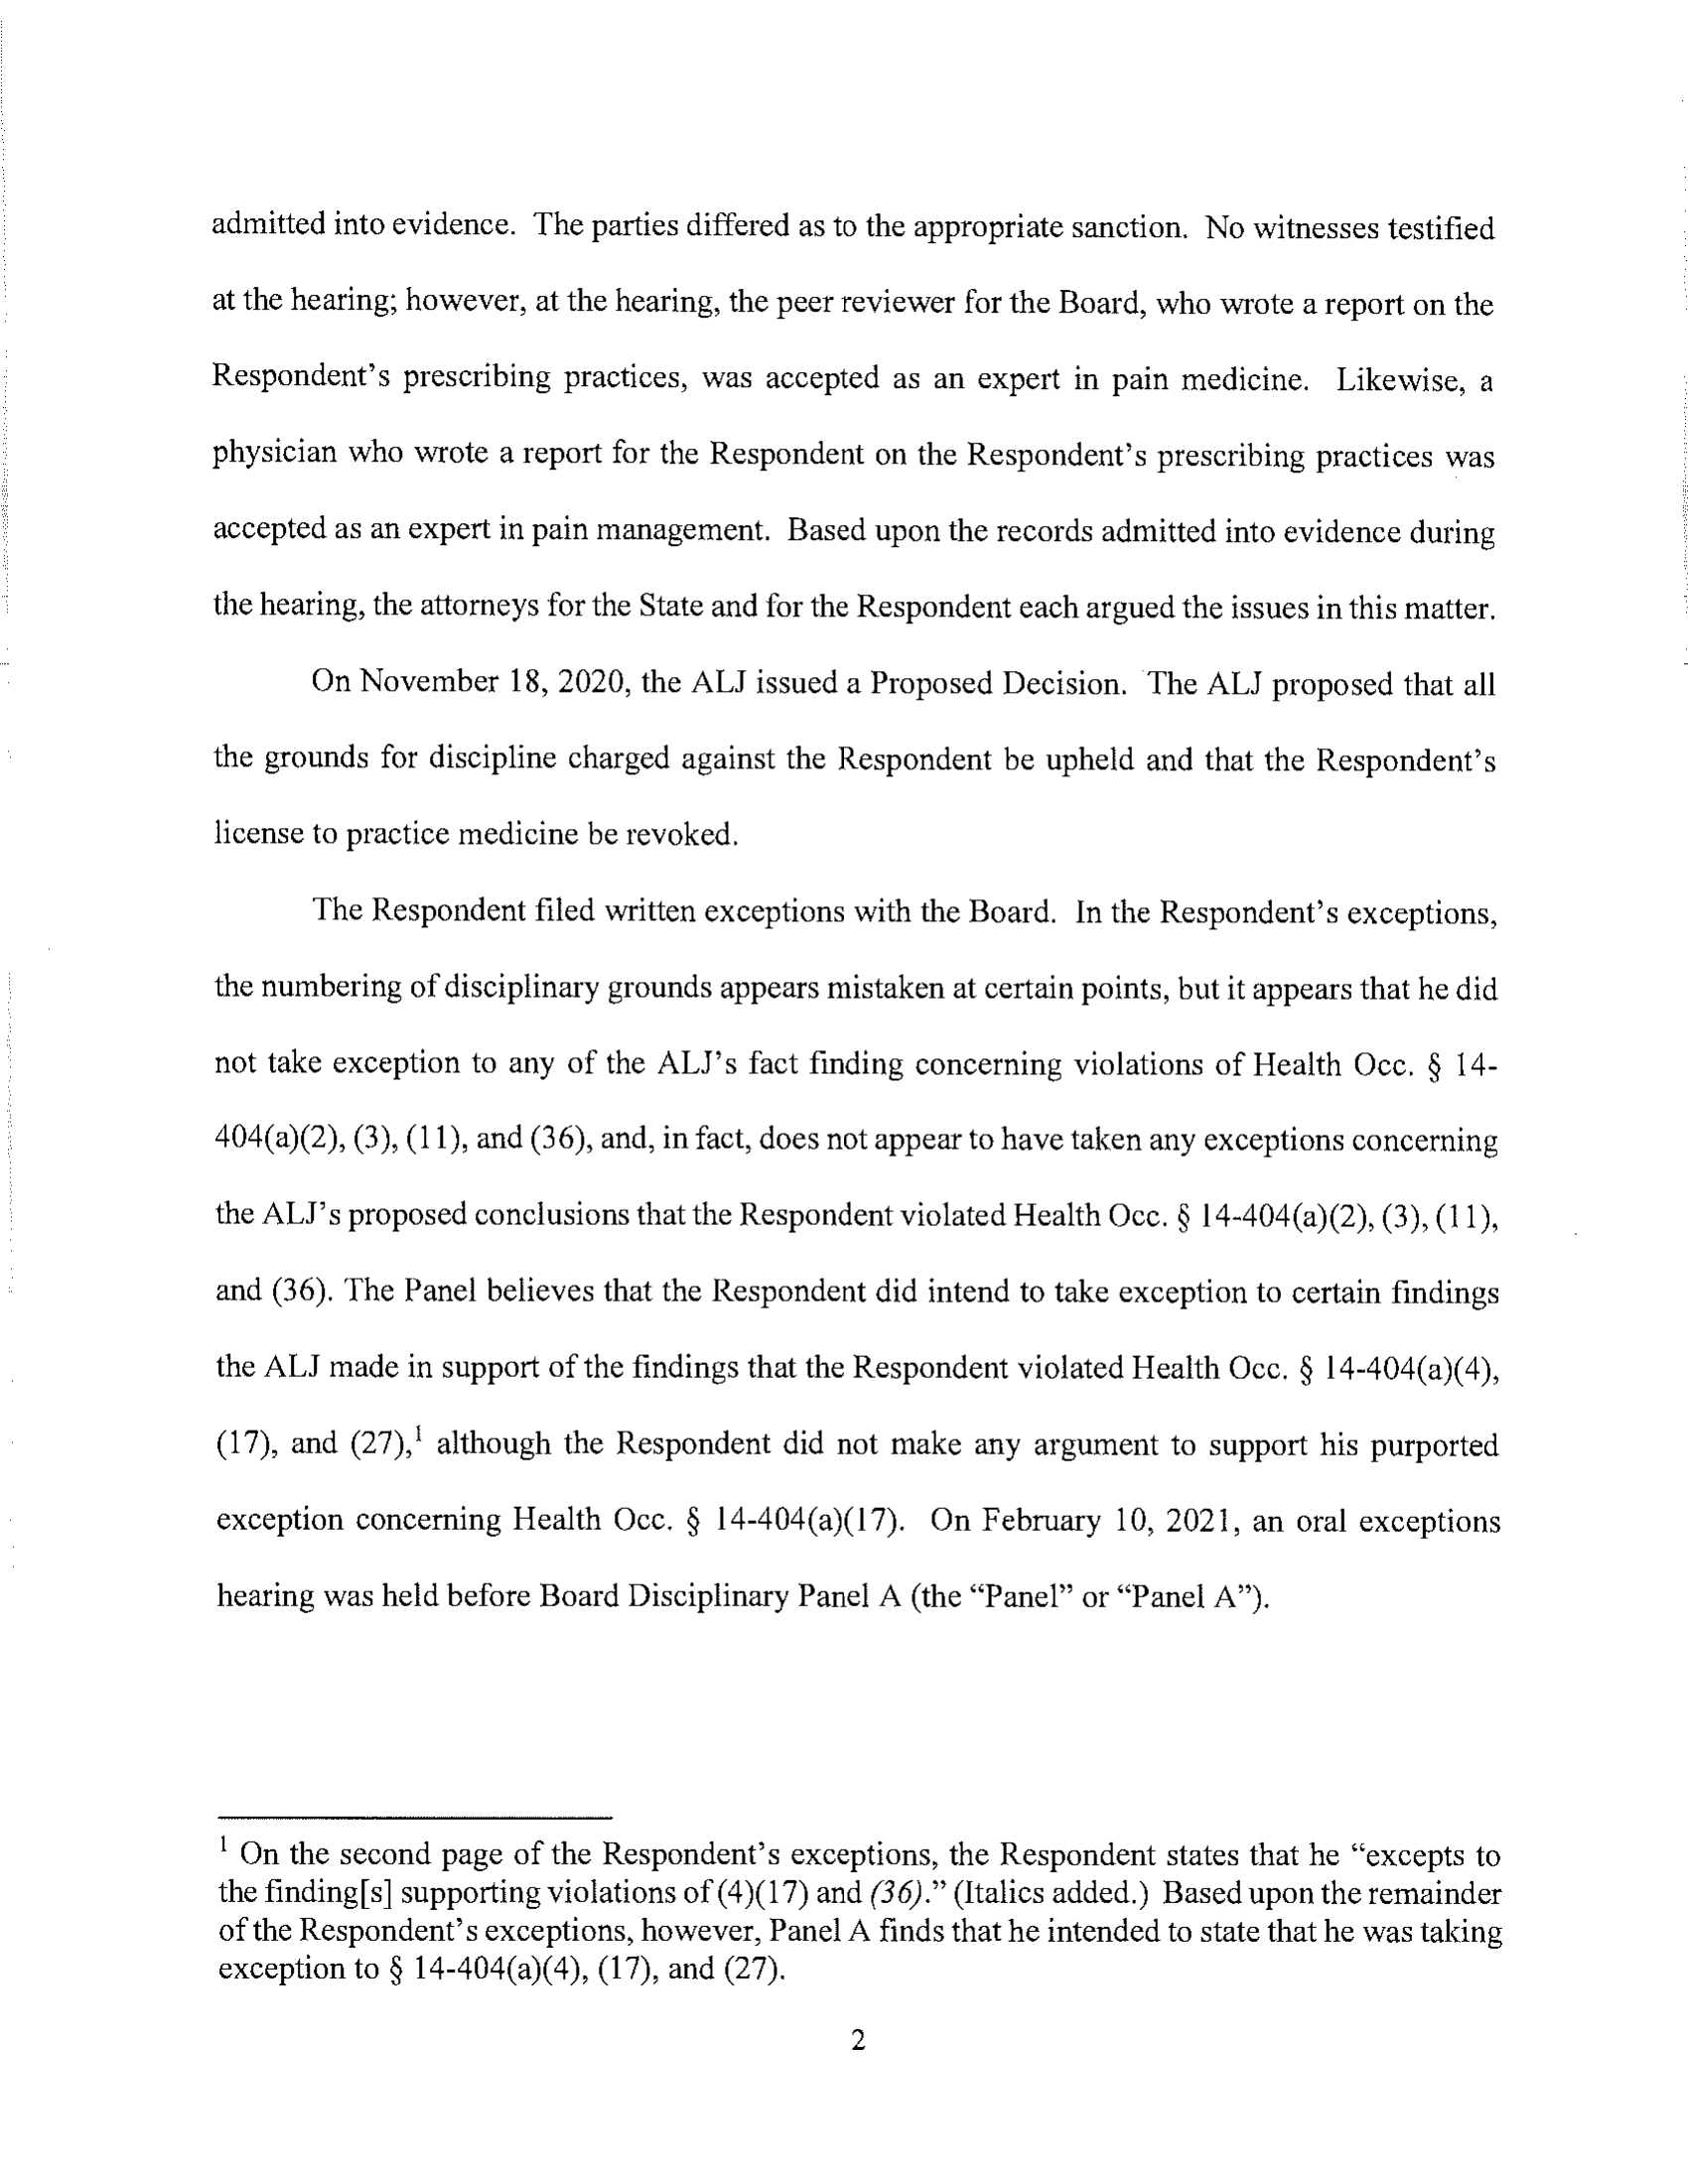 admitted into evidence. The parties differed as to the appropriate sanction. No witnesses testified
at the hearing; however, at the hearing, the peer reviewer for the Board, who wrote a report on the
Respondent's prescribing practices, was accepted as an expert in pain medicine. Likewise, a
physician who wrote a report for the Respondent on the Respondent's prescribing practices was
accepted as an expert in pain management. Based upon the records admitted into evidence during
the hearing, the attorneys for the State and for the Respondent each argued the issues in this matter.
On November 18, 2020, the ALJ issued a Proposed Decision. The ALJ proposed that all
the grounds for discipline charged against the Respondent be upheld and that the Respondent's
license to practice medicine be revoked.
The Respondent filed written exceptions with the Board. In the Respondent's exceptions,
the numbering of disciplinary grounds appears mistaken at certain points, but it appears that he did
not take exception to any of the ALJ's fact finding concerning violations of Health Occ. § 14-
404(a)(2), (3), (11), and (36), and, in fact, does not appear to have taken any exceptions concerning
the ALJ's proposed conclusions that the Respondent violated Health Occ. § 14-404(a)(2), (3), (11),
and (36). The Panel believes that the Respondent did intend to take exception to certain findings
the ALJ made in support of the findings that the Respondent violated Health Occ. § 14-404(a)(4),
(17), and (27),¹ although the Respondent did not make any argument to support his purported
exception concerning Health Occ. § 14-404(a)(17). On February 10, 2021, an oral exceptions
hearing was held before Board Disciplinary Panel A (the “Panel” or “Panel A”).
¹ On the second page of the Respondent's exceptions, the Respondent states that he “excepts to
the finding[s] supporting violations of (4)(17) and (36).” (Italics added.) Based upon the remainder
of the Respondent's exceptions, however, Panel A finds that he intended to state that he was taking
exception to § 14-404(a)(4), (17), and (27).
2